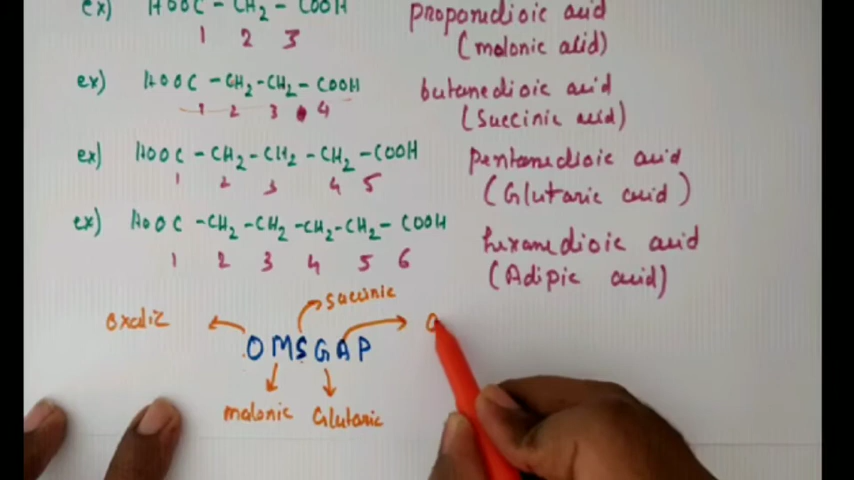 ex) HOOC - CH2 - COOH propanedioic acid
1 2 3 (malonic acid)
ex) HOOC - CH2 - CH2 - COOH butanedioic acid
1 2 3 4 (Succinic acid)
ex) HOOC - CH2 - CH2 - CH2 - COOH pentanedioic acid
1 2 3 4 5 (Glutaric acid)
ex) HOOC - CH2 - CH2 - CH2 - CH2 - COOH hexanedioic acid
1 2 3 4 5 6 (Adipic acid)
Succinic
oxalic
OMSGAP
malonic Glutaric